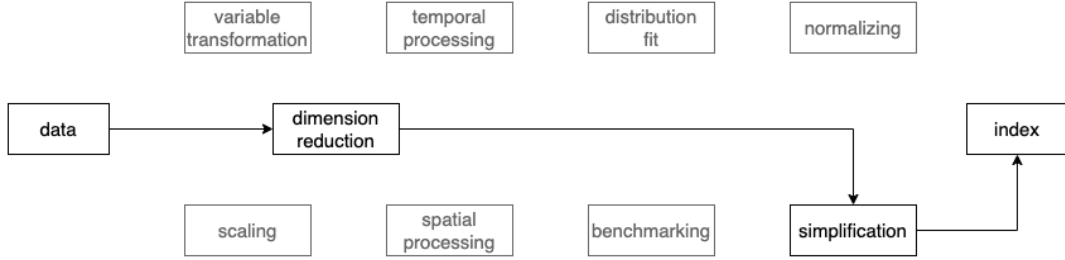 variable
transformation
temporal
processing
distribution
fit
normalizing
data
dimension
reduction
index
scaling
spatial
processing
benchmarking
simplification